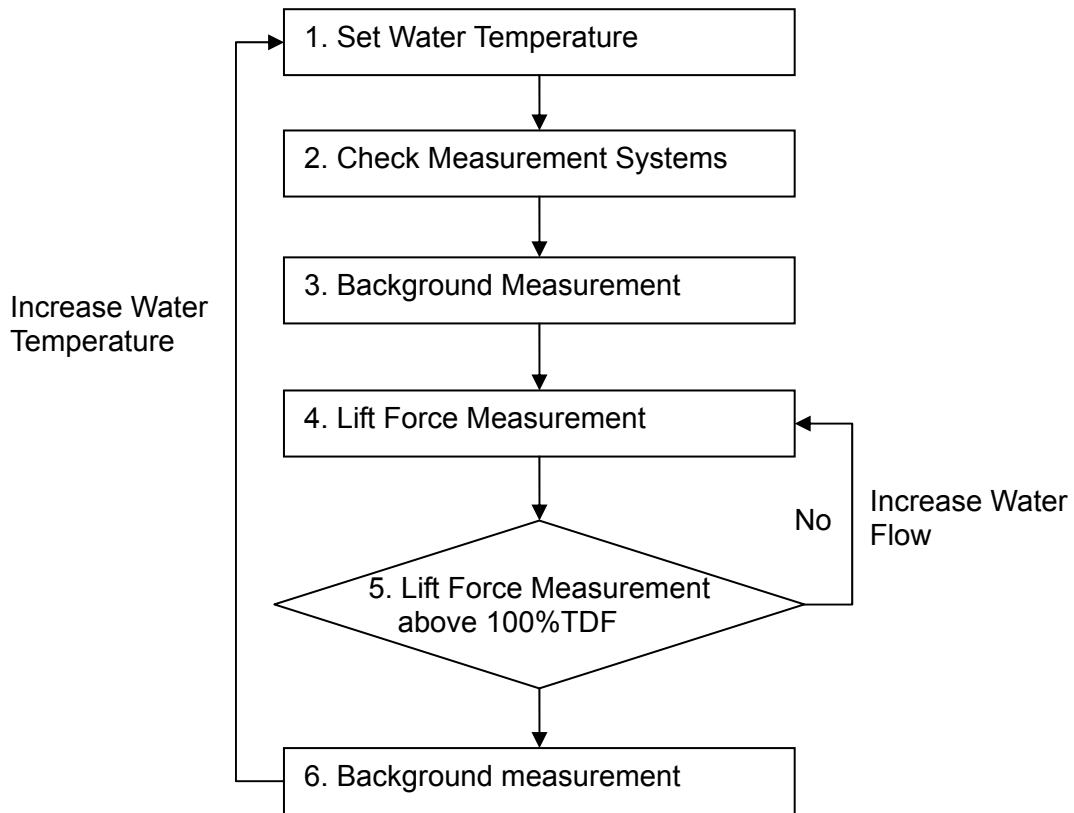 1. Set Water Temperature
2. Check Measurement Systems
3. Background Measurement
Increase Water
Temperature
4. Lift Force Measurement
No
Increase Water
Flow
5. Lift Force Measurement
above 100%TDF
6. Background measurement